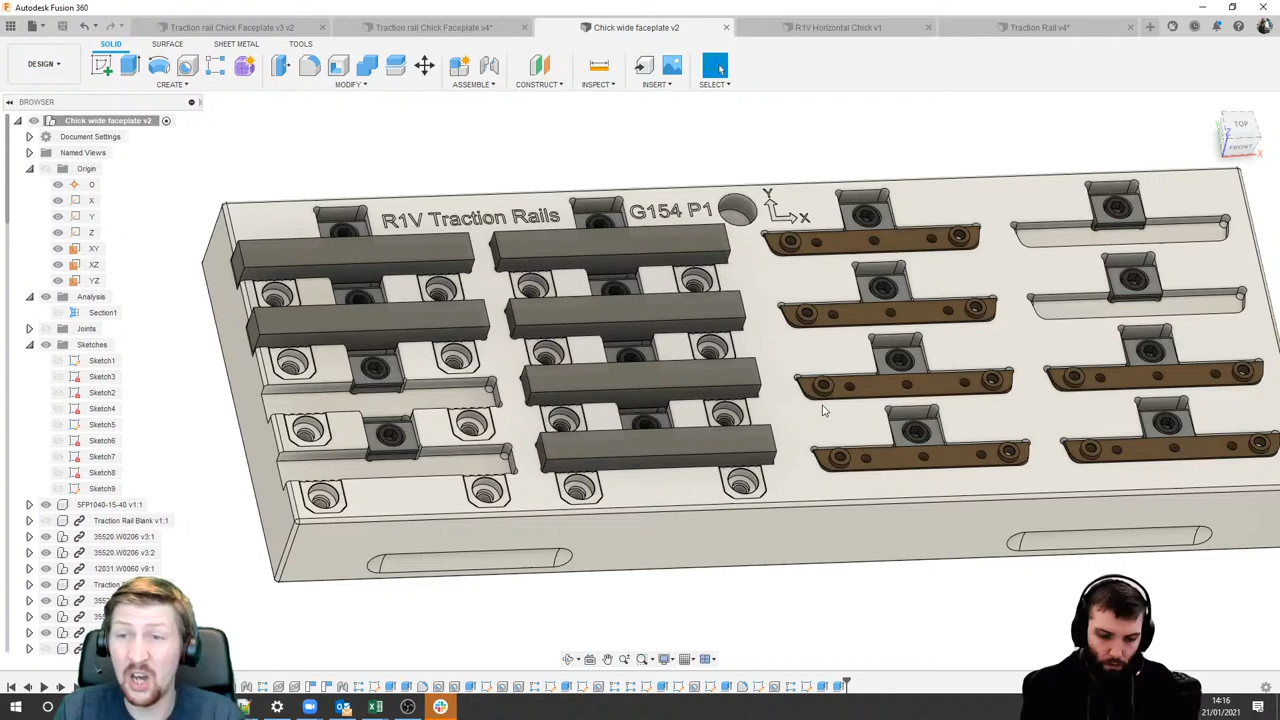 Autodesk Fusion 360
Traction rail Chick Faceplate v3 v2
Traction rail Chick Faceplate v4*
Chick wide faceplate v2
R1V Horizontal Chick v1
Traction Rail v4*
SOLID
SURFACE
SHEET METAL
TOOLS
DESIGN
CREATE
MODIFY
ASSEMBLE
CONSTRUCT
INSPECT
INSERT
SELECT
BROWSER
Chick wide faceplate v2
Document Settings
Named Views
Origin
O
X
Y
Z
XY
XZ
YZ
Analysis
Section1
Joints
Sketches
Sketch1
Sketch3
Sketch2
Sketch4
Sketch5
Sketch6
Sketch7
Sketch8
Sketch9
5FP1040-15-40 v1:1
Traction Rail Blank v1:1
35520.W0206 v3:1
35520.W0206 v3:2
12031.W0060 v9:1
Traction
R1V Traction Rails
G154 P1
Y
X
TOP
FRONT
Z
X
14:16
21/01/2021